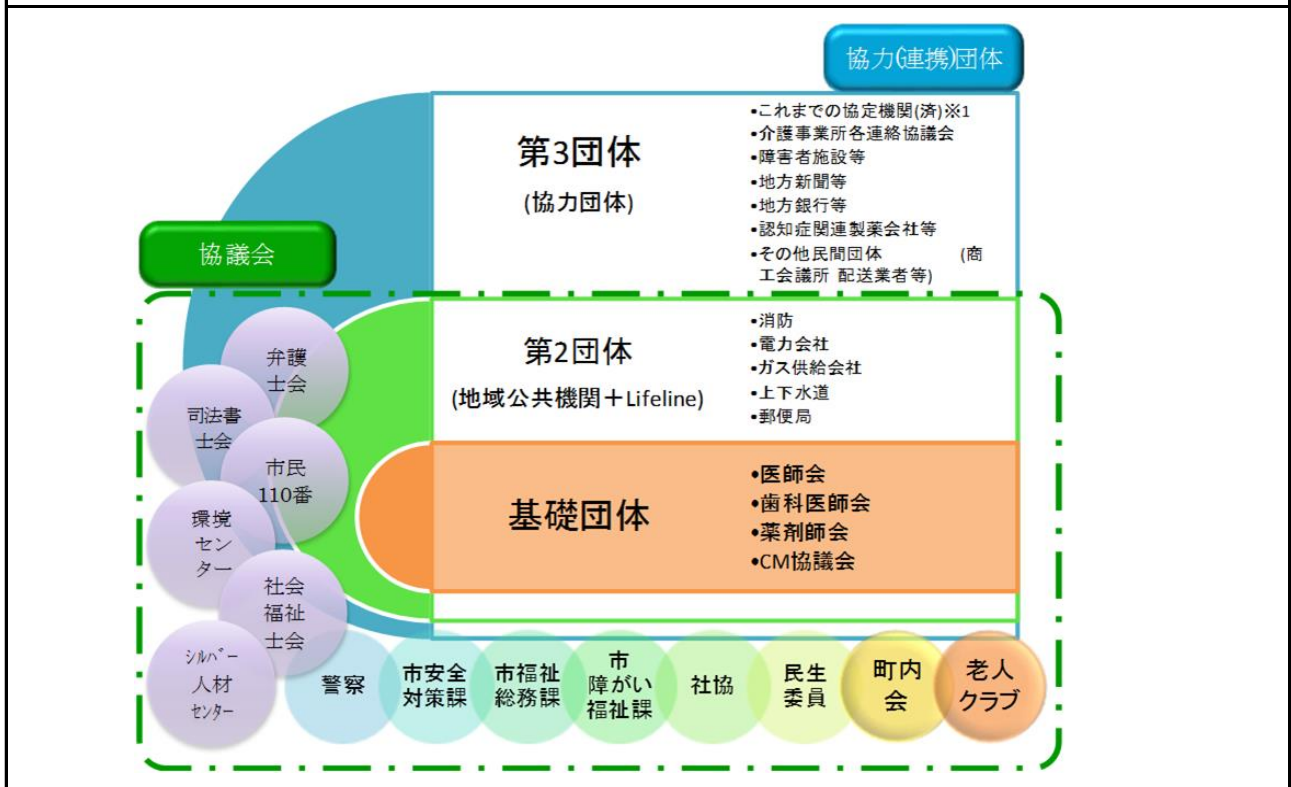 協力(連携)団体
第3団体
(協力団体)
•これまでの協定機関(済)※1
•介護事業所各連絡協議会
•障害者施設等
•地方新聞等
•地方銀行等
•認知症関連製薬会社等
•その他民間団体 (商
工会議所 配送業者等)
協議会
第2団体
(地域公共機関＋Lifeline)
•消防
•電力会社
•ガス供給会社
•上下水道
•郵便局
基礎団体
•医師会
•歯科医師会
•薬剤師会
•CM協議会
弁護
士会
司法書
士会
市民
110番
環境
セン
ター
社会
福祉
士会
シルバー
人材
センター
警察
市安全
対策課
市福祉
総務課
市
障がい
福祉課
社協
民生
委員
町内
会
老人
クラブ